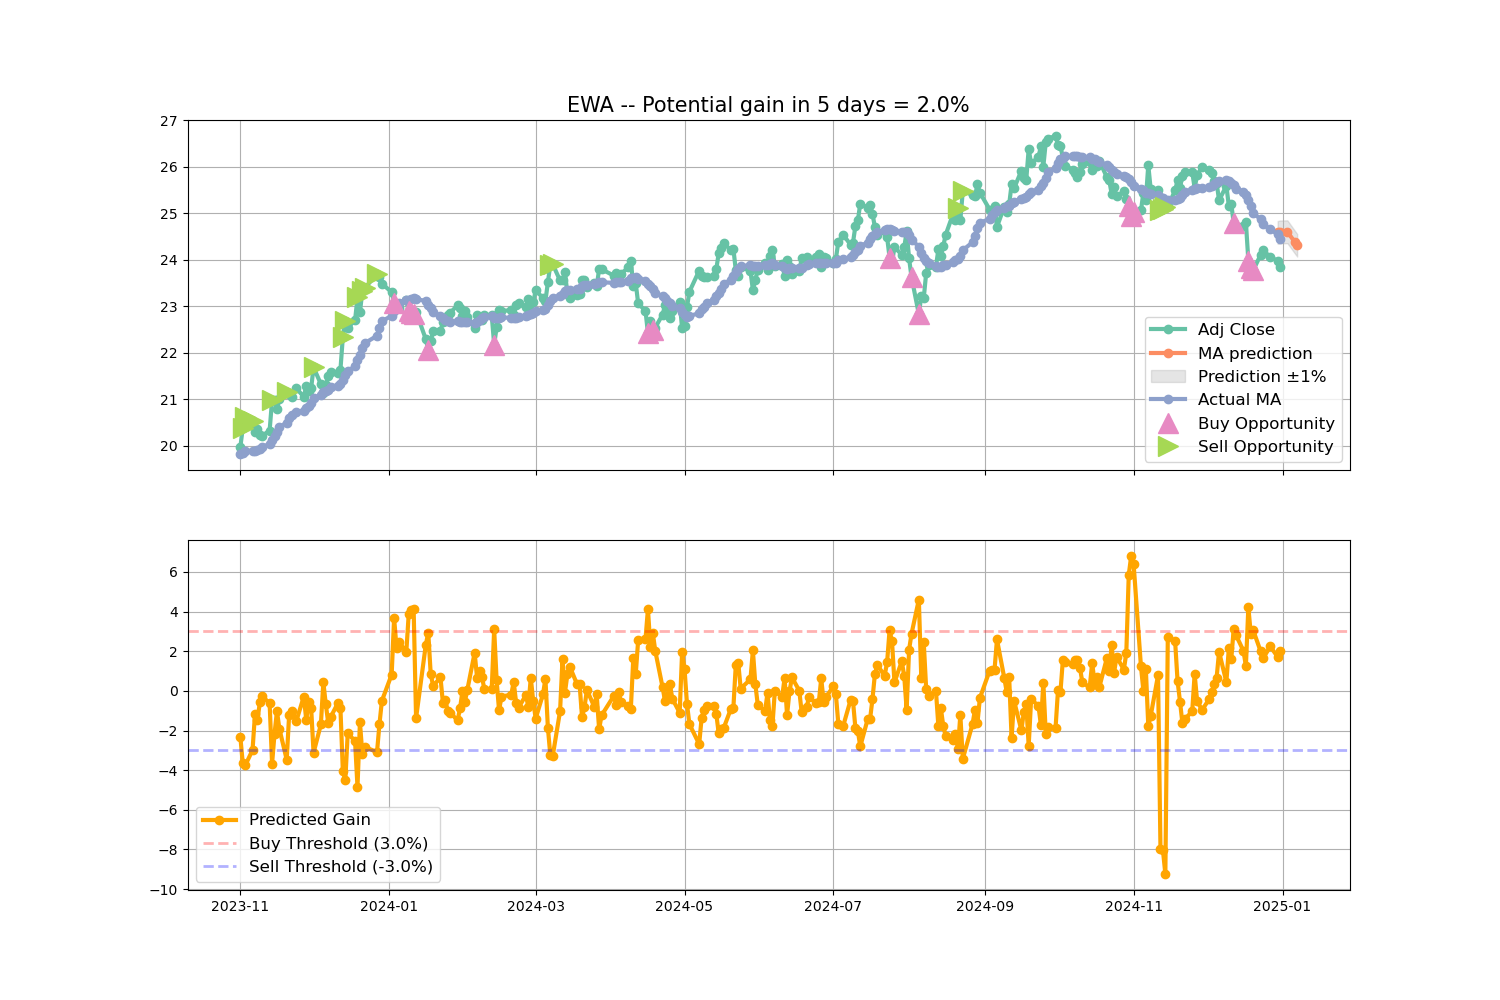 EWA -- Potential gain in 5 days = 2.0%
27
26
25
24
23
22
21
20
Adj Close
MA prediction
Prediction ±1%
Actual MA
Buy Opportunity
Sell Opportunity
6
4
2
0
−2
−4
−6
−8
−10
Predicted Gain
Buy Threshold (3.0%)
Sell Threshold (-3.0%)
2023-11 2024-01 2024-03 2024-05 2024-07 2024-09 2024-11 2025-01